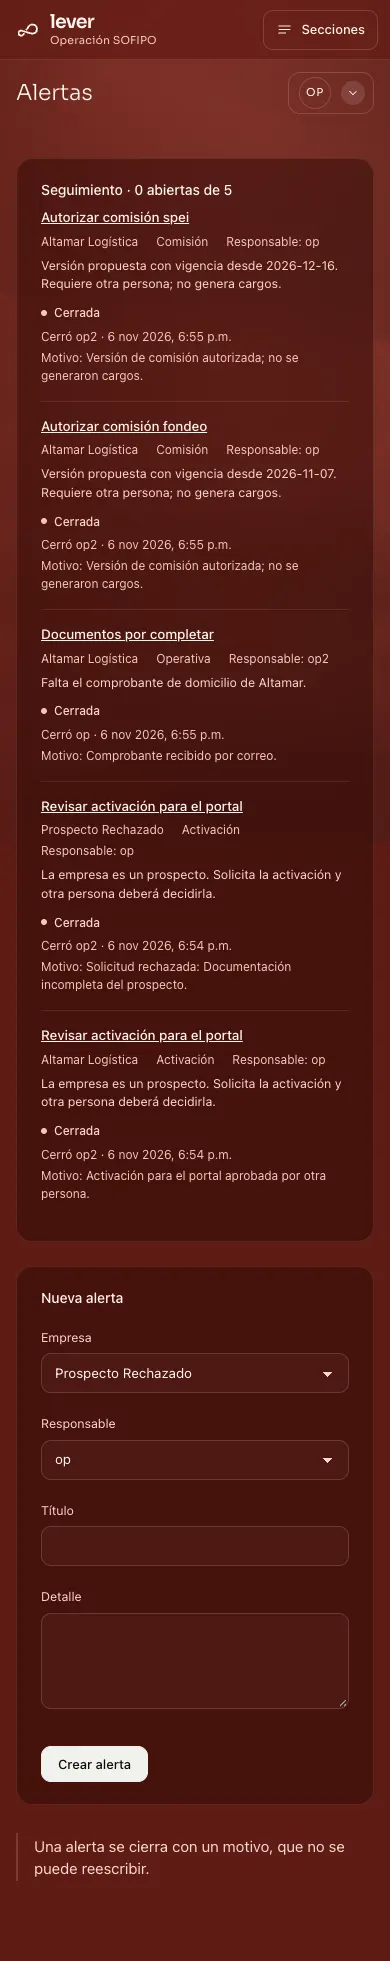 lever
Operación SOFIPO
Secciones
Alertas
OP
Seguimiento · 0 abiertas de 5
Autorizar comisión spei
Altamar Logística Comisión Responsable: op
Versión propuesta con vigencia desde 2026-12-16.
Requiere otra persona; no genera cargos.
Cerrada
Cerró op2 · 6 nov 2026, 6:55 p.m.
Motivo: Versión de comisión autorizada; no se
generaron cargos.
Autorizar comisión fondeo
Altamar Logística Comisión Responsable: op
Versión propuesta con vigencia desde 2026-11-07.
Requiere otra persona; no genera cargos.
Cerrada
Cerró op2 · 6 nov 2026, 6:55 p.m.
Motivo: Versión de comisión autorizada; no se
generaron cargos.
Documentos por completar
Altamar Logística Operativa Responsable: op2
Falta el comprobante de domicilio de Altamar.
Cerrada
Cerró op · 6 nov 2026, 6:55 p.m.
Motivo: Comprobante recibido por correo.
Revisar activación para el portal
Prospecto Rechazado Activación
Responsable: op
La empresa es un prospecto. Solicita la activación y
otra persona deberá decidirla.
Cerrada
Cerró op2 · 6 nov 2026, 6:54 p.m.
Motivo: Solicitud rechazada: Documentación
incompleta del prospecto.
Revisar activación para el portal
Altamar Logística Activación Responsable: op
La empresa es un prospecto. Solicita la activación y
otra persona deberá decidirla.
Cerrada
Cerró op2 · 6 nov 2026, 6:54 p.m.
Motivo: Activación para el portal aprobada por otra
persona.
Nueva alerta
Empresa
Prospecto Rechazado
Responsable
op
Título
Detalle
Crear alerta
Una alerta se cierra con un motivo, que no se
puede reescribir.